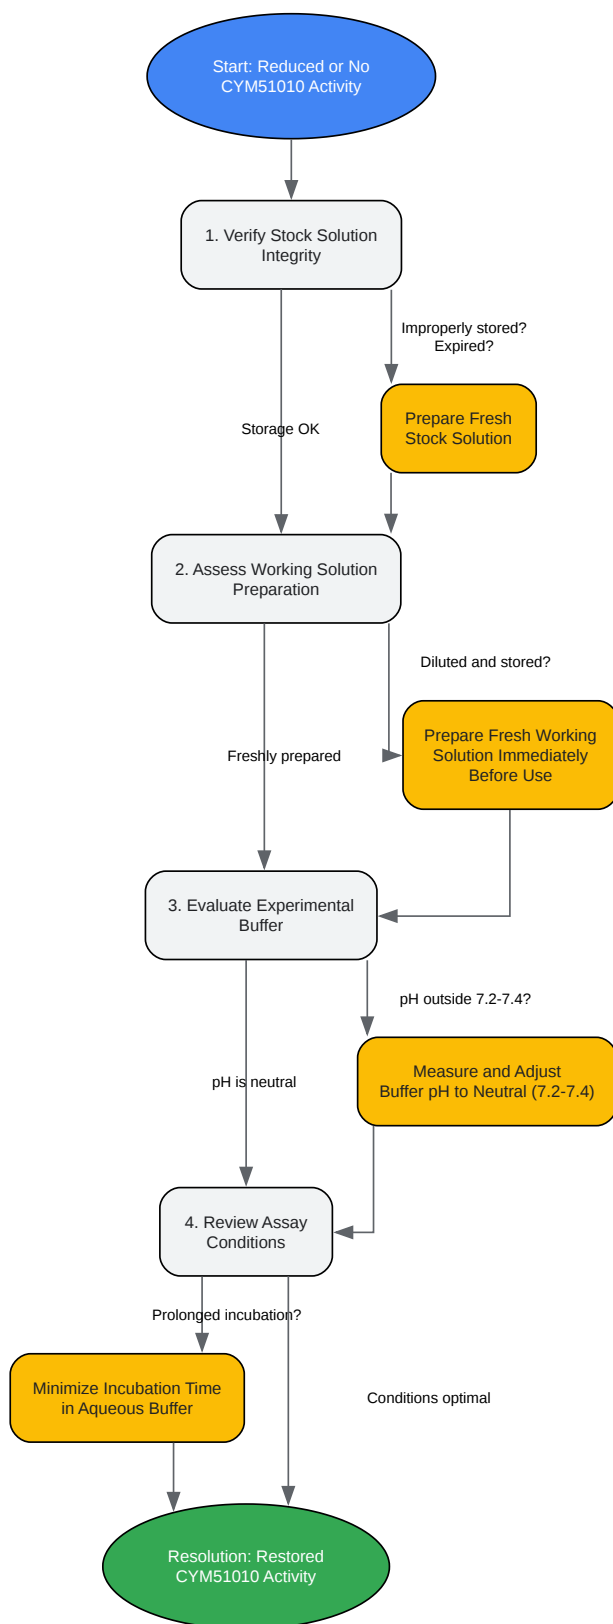 Start: Reduced or No
CYM51010 Activity
1. Verify Stock Solution
Integrity
Improperly stored?
Expired?
Storage OK
Prepare Fresh
Stock Solution
2. Assess Working Solution
Preparation
Diluted and stored?
Freshly prepared
Prepare Fresh Working
Solution Immediately
Before Use
3. Evaluate Experimental
Buffer
pH outside 7.2-7.4?
pH is neutral
Measure and Adjust
Buffer pH to Neutral (7.2-7.4)
4. Review Assay
Conditions
Prolonged incubation?
Minimize Incubation Time
in Aqueous Buffer
Conditions optimal
Resolution: Restored
CYM51010 Activity